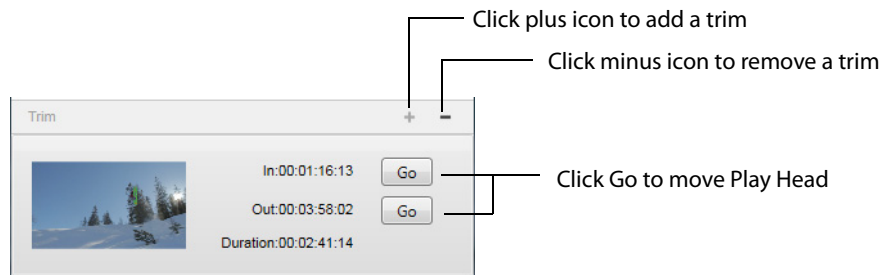 Click plus icon to add a trim
Click minus icon to remove a trim
Trim
In:00:01:16:13
Go
Click Go to move Play Head
Out:00:03:58:02
Go
Duration:00:02:41:14